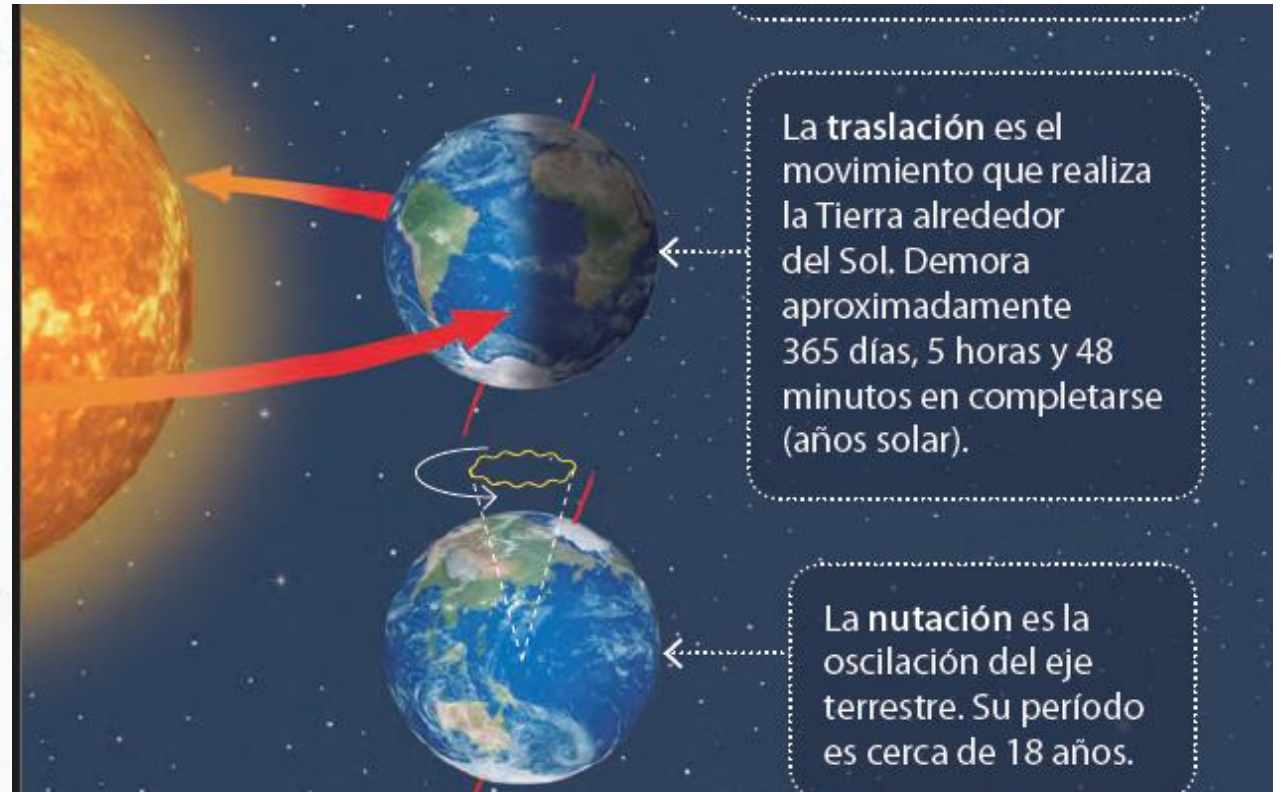 La traslación es el
movimiento que realiza
la Tierra alrededor
del Sol. Demora
aproximadamente
365 días, 5 horas y 48
minutos en completarse
(años solar).
La nutación es la
oscilación del eje
terrestre. Su período
es cerca de 18 años.